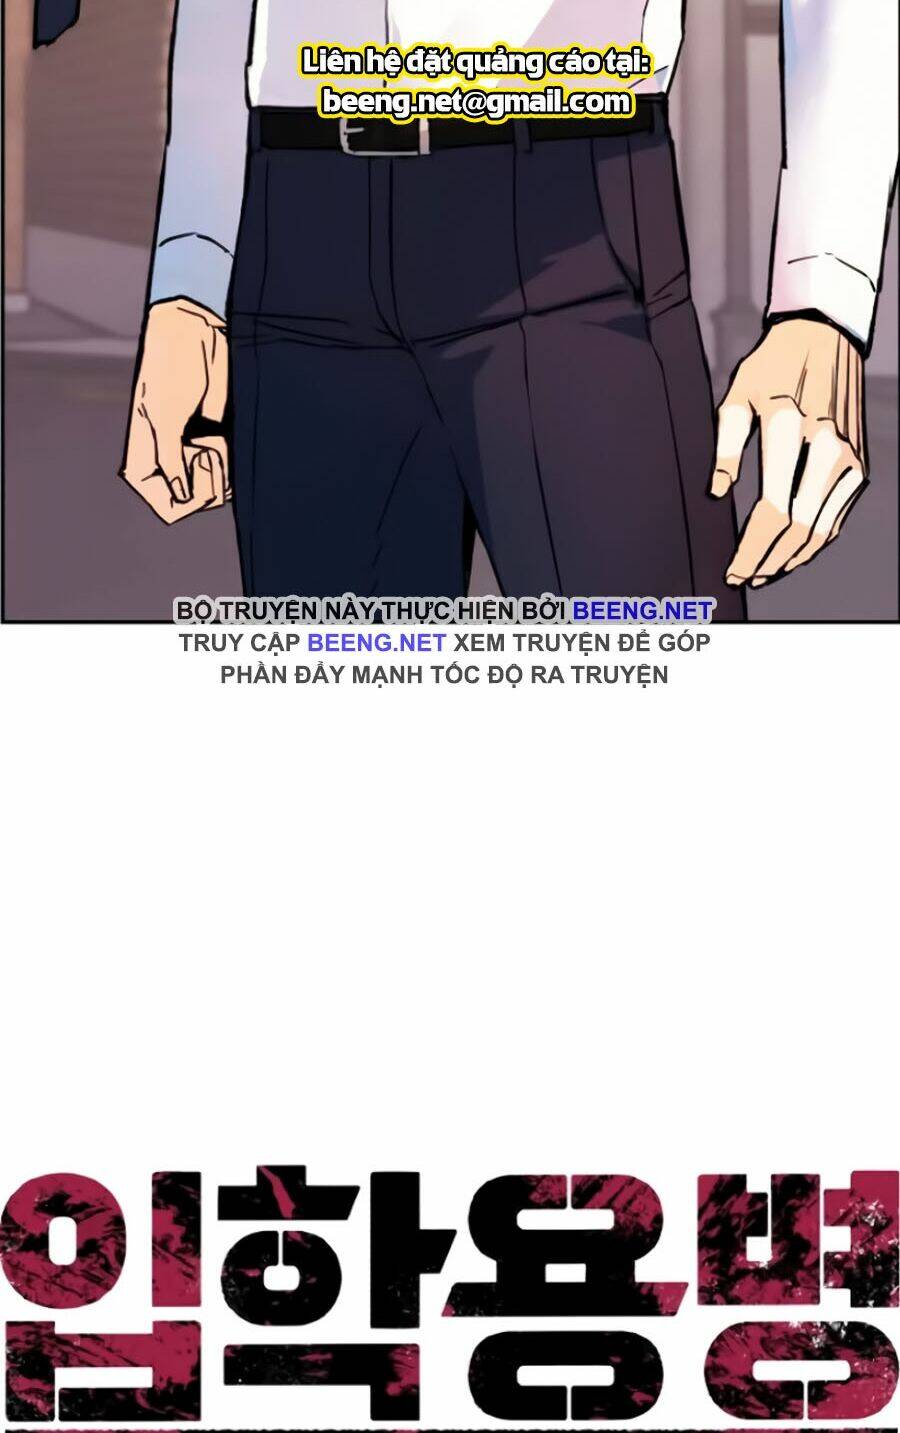 Liên hệ đặt quảng cáo tại:
beeng.net@gmail.com
BỘ TRUYỆN NÀY THỰC HIỆN BỞI BEENG.NET
TRUY CẬP BEENG.NET XEM TRUYỆN ĐỂ GÓP
PHẦN ĐẨY MẠNH TỐC ĐỘ RA TRUYỆN
입학용병